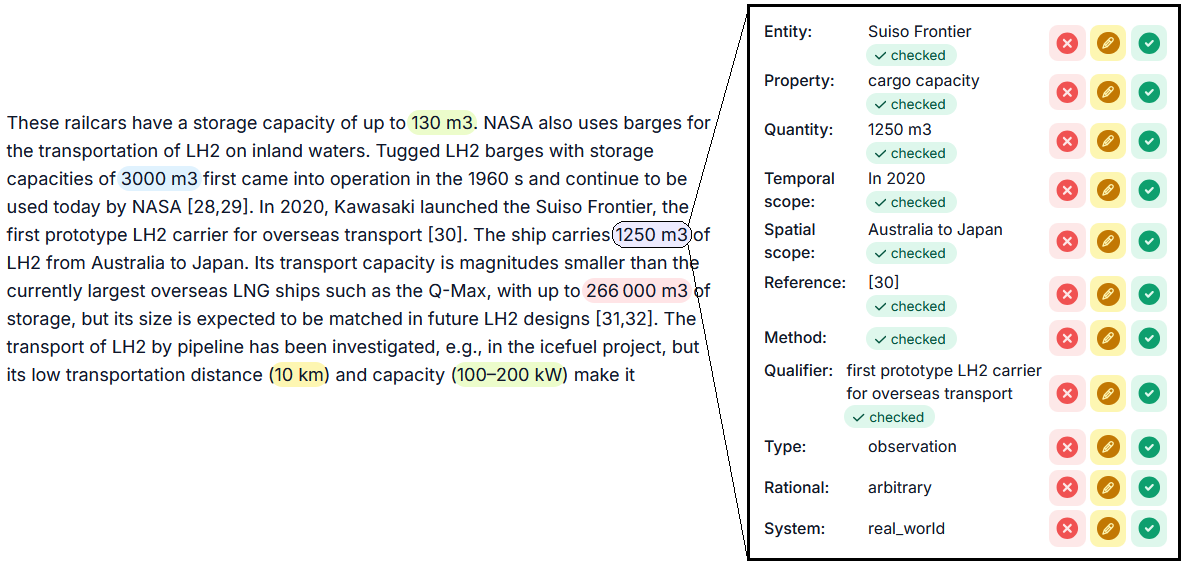 These railcars have a storage capacity of up to 130 m3. NASA also uses barges for
the transportation of LH2 on inland waters. Tugged LH2 barges with storage
capacities of 3000 m3 first came into operation in the 1960 s and continue to be
used today by NASA [28,29]. In 2020, Kawasaki launched the Suiso Frontier, the
first prototype LH2 carrier for overseas transport [30]. The ship carries 1250 m3 of
LH2 from Australia to Japan. Its transport capacity is magnitudes smaller than the
currently largest overseas LNG ships such as the Q-Max, with up to 266 000 m3 of
storage, but its size is expected to be matched in future LH2 designs [31,32]. The
transport of LH2 by pipeline has been investigated, e.g., in the icefuel project, but
its low transportation distance (10 km) and capacity (100–200 kW) make it
Entity: Suiso Frontier
checked
Property: cargo capacity
checked
Quantity: 1250 m3
checked
Temporal scope: In 2020
checked
Spatial scope: Australia to Japan
checked
Reference: [30]
checked
Method: checked
Qualifier: first prototype LH2 carrier
for overseas transport
checked
Type: observation
Rational: arbitrary
System: real_world